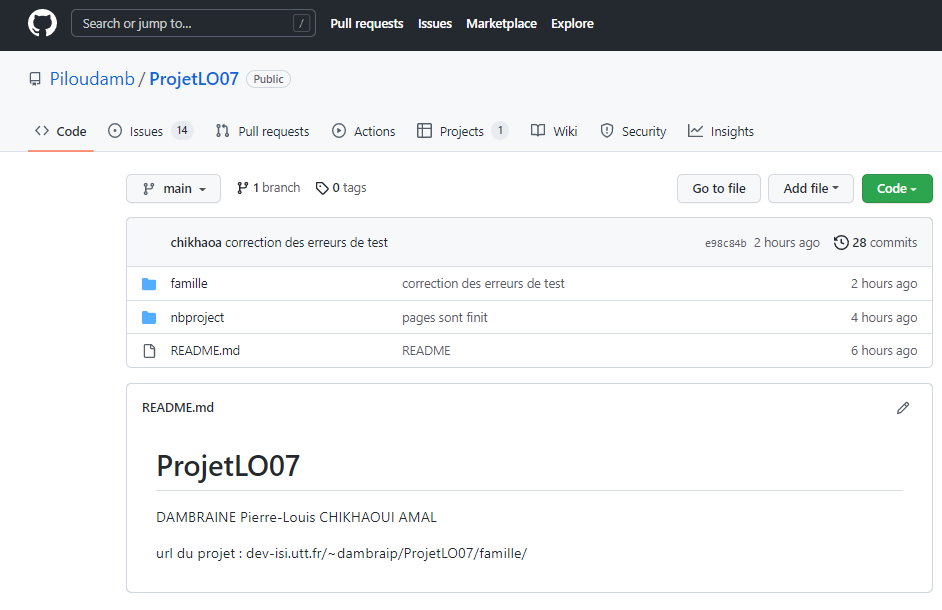 Search or jump to... / Pull requests Issues Marketplace Explore
Piloudamb / ProjetLO07 Public
Code Issues 14 Pull requests Actions Projects 1 Wiki Security Insights
main 1 branch 0 tags Go to file Add file Code
chikhaoa correction des erreurs de test e98c84b 2 hours ago 28 commits
famille correction des erreurs de test 2 hours ago
nbproject pages sont finit 4 hours ago
README.md README 6 hours ago
README.md
ProjetLO07
DAMBRAINE Pierre-Louis CHIKHAOUI AMAL
url du projet : dev-isi.utt.fr/~dambraip/ProjetLO07/famille/